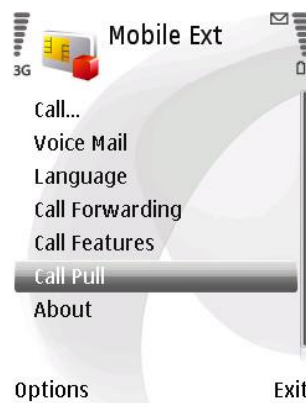 Mobile Ext
3G
Call...
Voice Mail
Language
Call Forwarding
Call Features
Call Pull
About
Options Exit